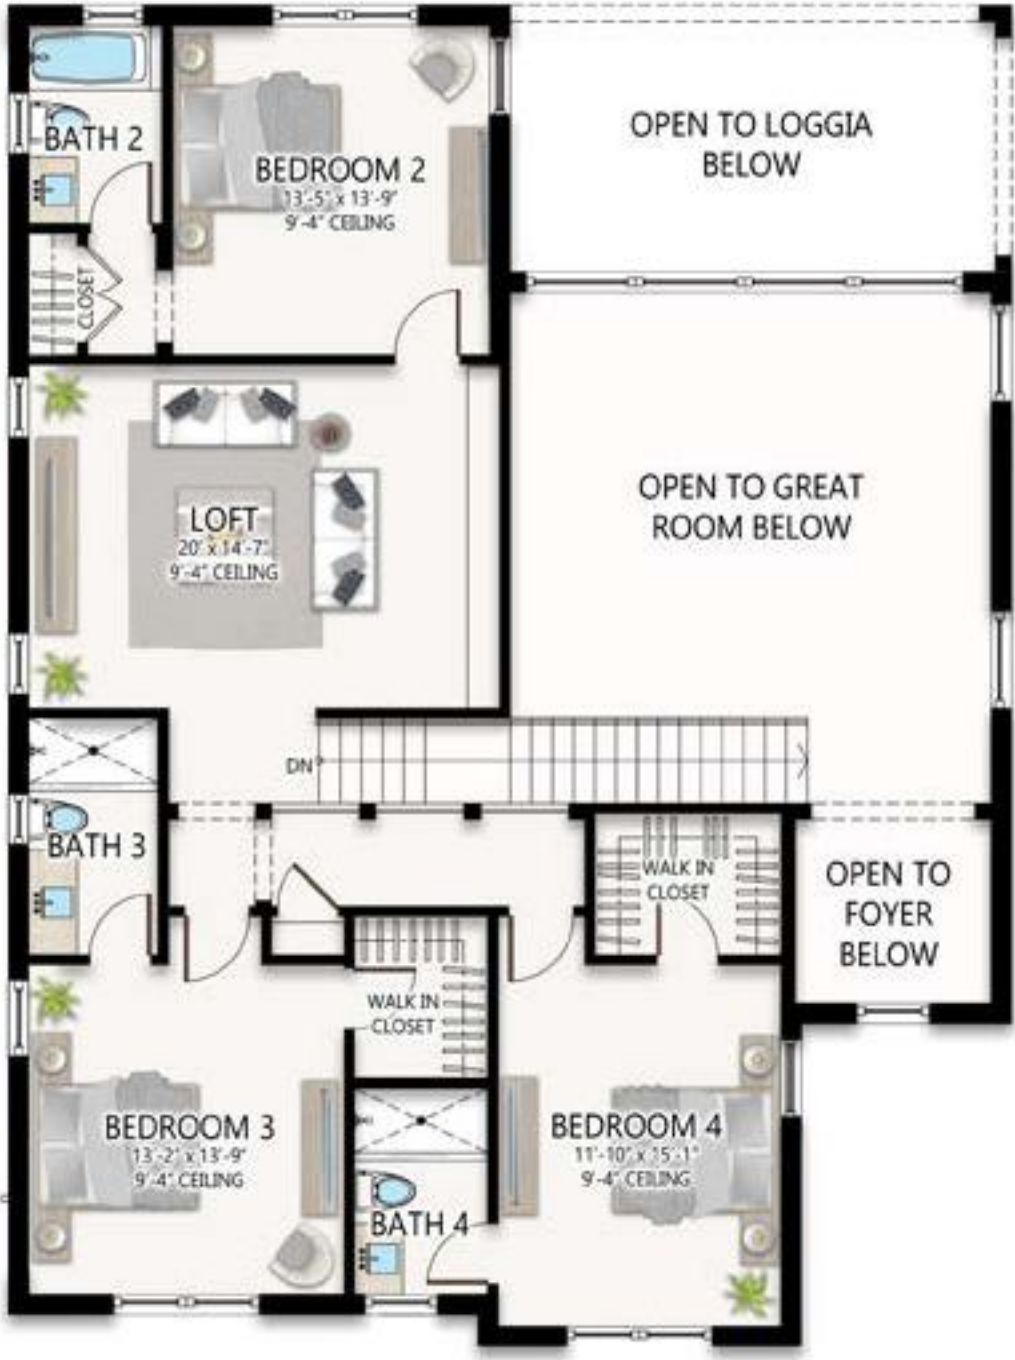 BATH 2
BEDROOM 2
13'-5" x 13'-9"
9'-4" CEILING
OPEN TO LOGGIA
BELOW
CLOSET
LOFT
20' x 14'-7"
9'-4" CEILING
OPEN TO GREAT
ROOM BELOW
DN
BATH 3
WALK IN
CLOSET
OPEN TO
FOYER
BELOW
WALK IN
CLOSET
BEDROOM 3
13'-2" x 13'-9"
9'-4" CEILING
BEDROOM 4
11'-10" x 15'-1"
9'-4" CEILING
BATH 4